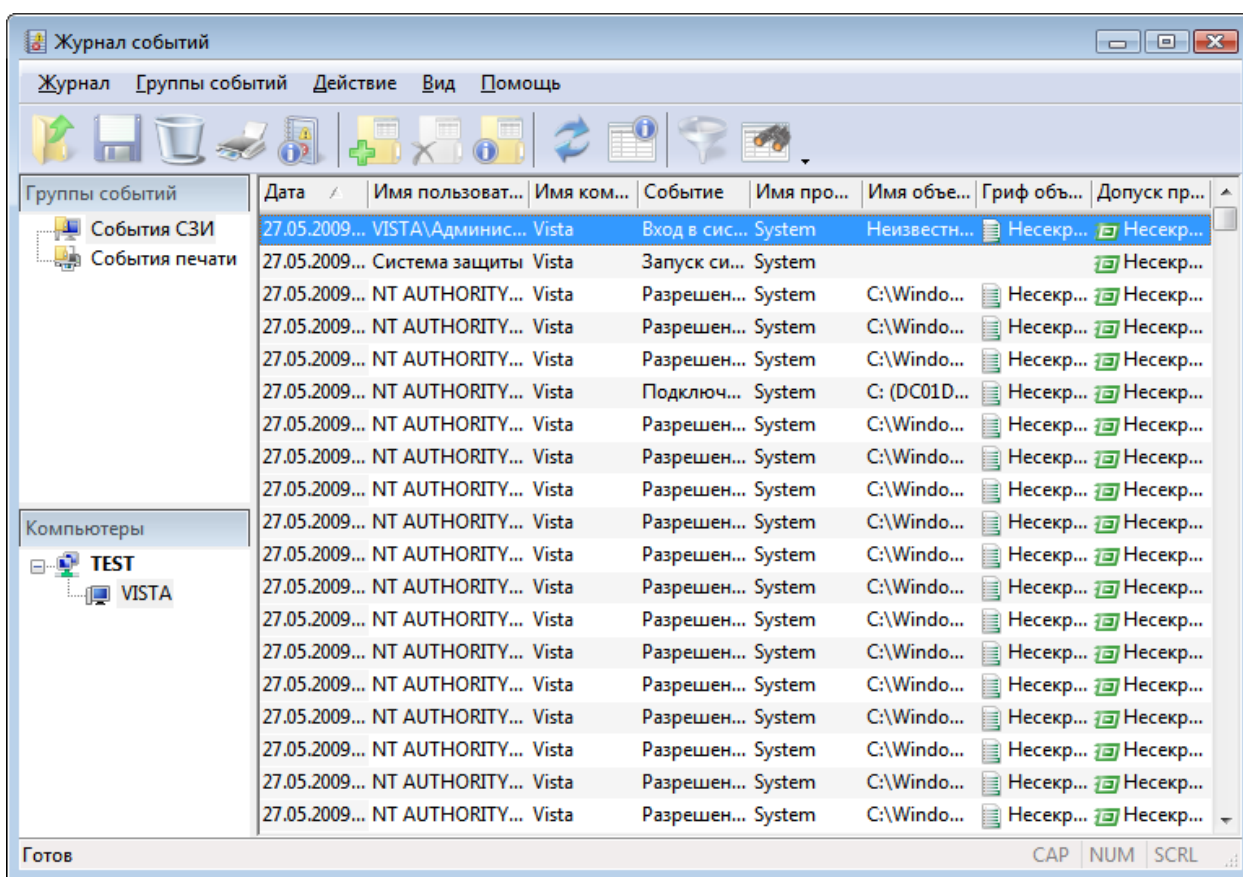 Журнал событий
Журнал Группы событий Действие Вид Помощь
Группы событий
События СЗИ
События печати
Компьютеры
TEST
VISTA
Дата Имя пользоват... Имя ком... Событие Имя про... Имя объе... Гриф объ... Допуск пр...
27.05.2009... VISTA\Админис... Vista Вход в сис... System Неизвестн... Несекр... Несекр...
27.05.2009... Система защиты Vista Запуск си... System Несекр...
27.05.2009... NT AUTHORITY... Vista Разрешен... System C:\Windo... Несекр... Несекр...
27.05.2009... NT AUTHORITY... Vista Разрешен... System C:\Windo... Несекр... Несекр...
27.05.2009... NT AUTHORITY... Vista Разрешен... System C:\Windo... Несекр... Несекр...
27.05.2009... NT AUTHORITY... Vista Подключ... System C: (DC01D... Несекр... Несекр...
27.05.2009... NT AUTHORITY... Vista Разрешен... System C:\Windo... Несекр... Несекр...
27.05.2009... NT AUTHORITY... Vista Разрешен... System C:\Windo... Несекр... Несекр...
27.05.2009... NT AUTHORITY... Vista Разрешен... System C:\Windo... Несекр... Несекр...
27.05.2009... NT AUTHORITY... Vista Разрешен... System C:\Windo... Несекр... Несекр...
27.05.2009... NT AUTHORITY... Vista Разрешен... System C:\Windo... Несекр... Несекр...
27.05.2009... NT AUTHORITY... Vista Разрешен... System C:\Windo... Несекр... Несекр...
27.05.2009... NT AUTHORITY... Vista Разрешен... System C:\Windo... Несекр... Несекр...
27.05.2009... NT AUTHORITY... Vista Разрешен... System C:\Windo... Несекр... Несекр...
27.05.2009... NT AUTHORITY... Vista Разрешен... System C:\Windo... Несекр... Несекр...
27.05.2009... NT AUTHORITY... Vista Разрешен... System C:\Windo... Несекр... Несекр...
27.05.2009... NT AUTHORITY... Vista Разрешен... System C:\Windo... Несекр... Несекр...
27.05.2009... NT AUTHORITY... Vista Разрешен... System C:\Windo... Несекр... Несекр...
27.05.2009... NT AUTHORITY... Vista Разрешен... System C:\Windo... Несекр... Несекр...
Готов CAP NUM SCRL